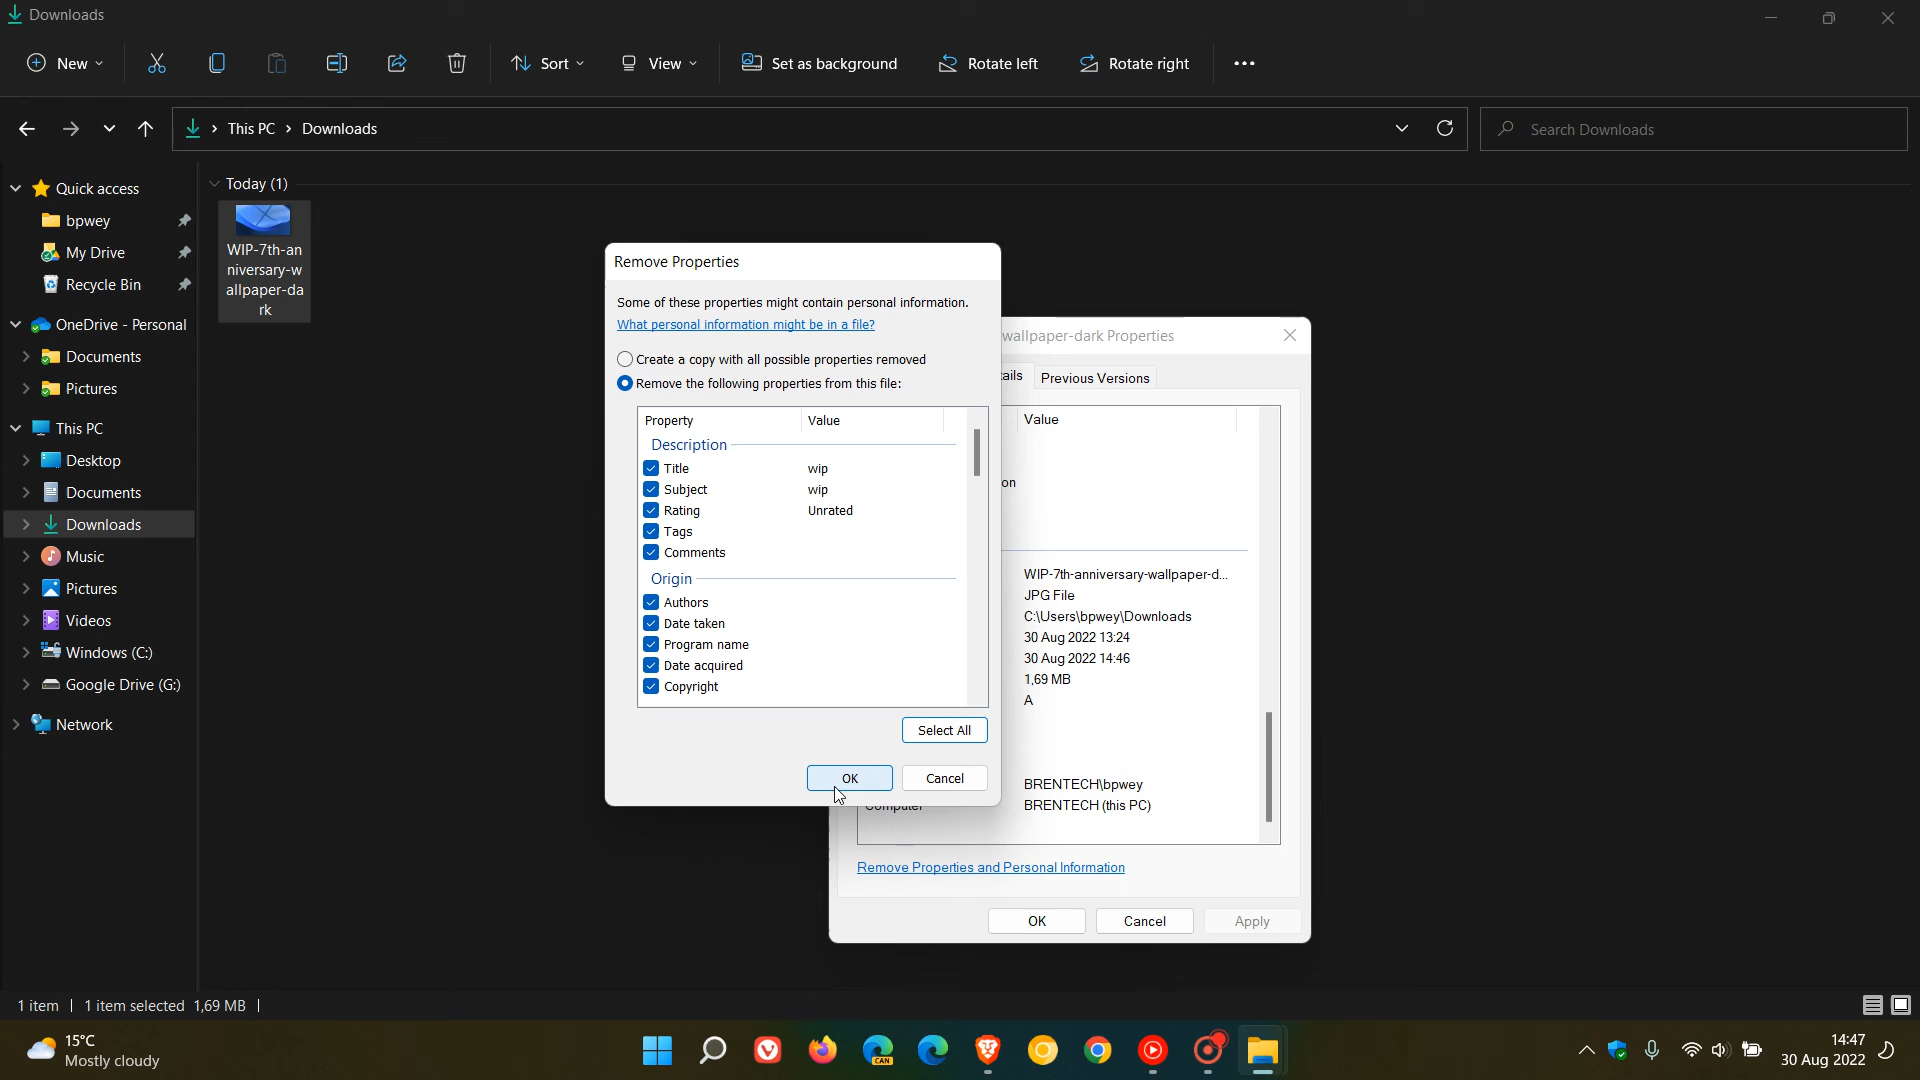 Downloads
New
Sort
View
Set as background
Rotate left
Rotate right
This PC
Downloads
Search Downloads
Quick access
bpwey
My Drive
Recycle Bin
OneDrive - Personal
Documents
Pictures
This PC
Desktop
Documents
Downloads
Music
Pictures
Videos
Windows (C:)
Google Drive (G:)
Network
Today (1)
WIP-7th-an
niversary-w
allpaper-da
rk
Remove Properties
Some of these properties might contain personal information.
What personal information might be in a file?
Create a copy with all possible properties removed
Remove the following properties from this file:
Property Value
Description
Title wip
Subject wip
Rating Unrated
Tags
Comments
Origin
Authors
Date taken
Program name
Date acquired
Copyright
Select All
OK Cancel
wallpaper-dark Properties
ails Previous Versions
Value
on
WIP-7th-anniversary-wallpaper-d...
JPG File
C:\Users\bpwey\Downloads
30 Aug 2022 13:24
30 Aug 2022 14:46
1,69 MB
A
BRENTECH\bpwey
Computer BRENTECH (this PC)
Remove Properties and Personal Information
OK Cancel Apply
1 item 1 item selected 1,69 MB
15°C
Mostly cloudy
CAN
14:47
30 Aug 2022